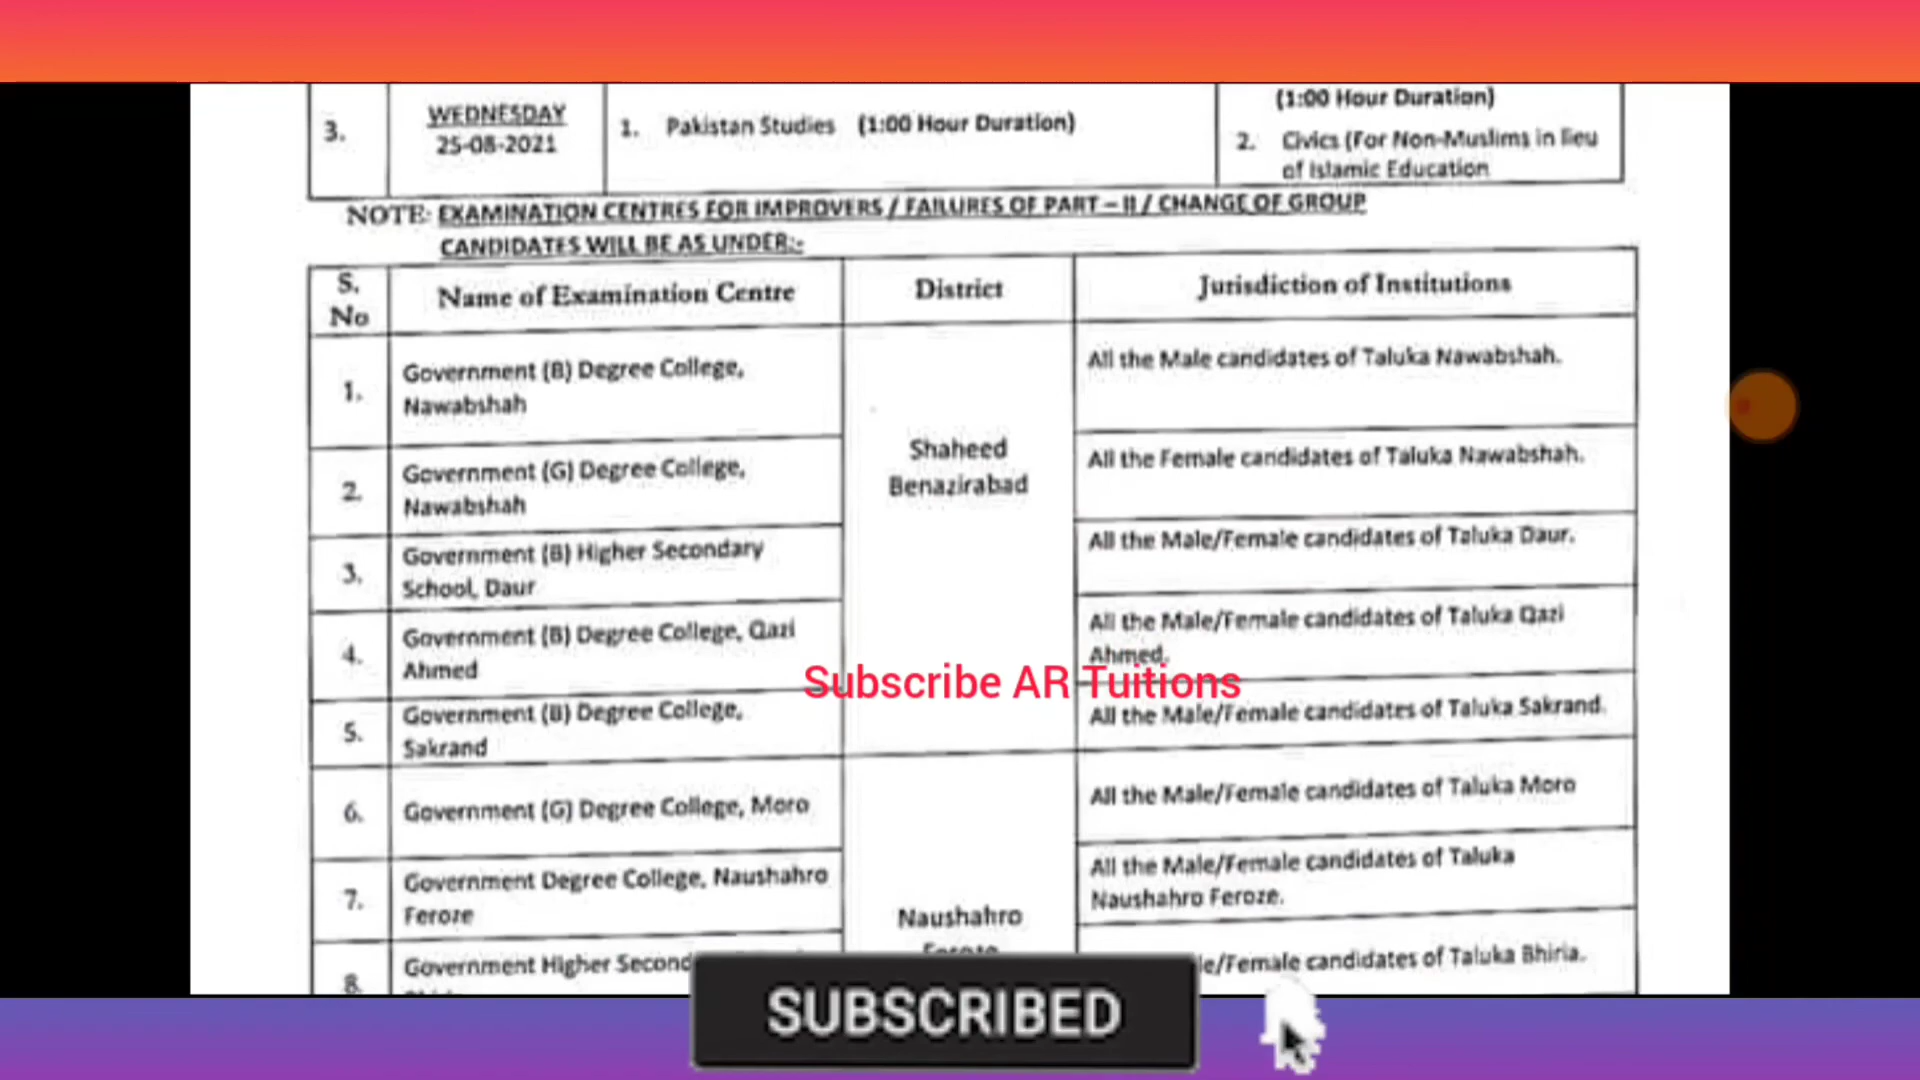 (1:00 Hour Duration)
3. WEDNESDAY 25-08-2021 1. Pakistan Studies (1:00 Hour Duration)
2. Civics (For Non-Muslims in lieu
of Islamic Education
NOTE: EXAMINATION CENTRES FOR IMPROVERS / FAILURES OF PART – II / CHANGE OF GROUP
CANDIDATES WILL BE AS UNDER:-
S. No
Name of Examination Centre
District
Jurisdiction of Institutions
1.
Government (B) Degree College,
Nawabshah
Shaheed
Benazirabad
All the Male candidates of Taluka Nawabshah.
2.
Government (G) Degree College,
Nawabshah
All the Female candidates of Taluka Nawabshah.
3.
Government (B) Higher Secondary
School, Daur
All the Male/Female candidates of Taluka Daur.
4.
Government (B) Degree College, Qazi
Ahmed
All the Male/Female candidates of Taluka Qazi
Ahmed.
Subscribe AR Tuitions
5.
Government (B) Degree College,
Sakrand
All the Male/Female candidates of Taluka Sakrand.
6.
Government (G) Degree College, Moro
All the Male/Female candidates of Taluka Moro
7.
Government Degree College, Naushahro
Feroze
Naushahro
All the Male/Female candidates of Taluka
Naushahro Feroze.
8.
Government Higher
/Female candidates of Taluka Bhiria.
SUBSCRIBED